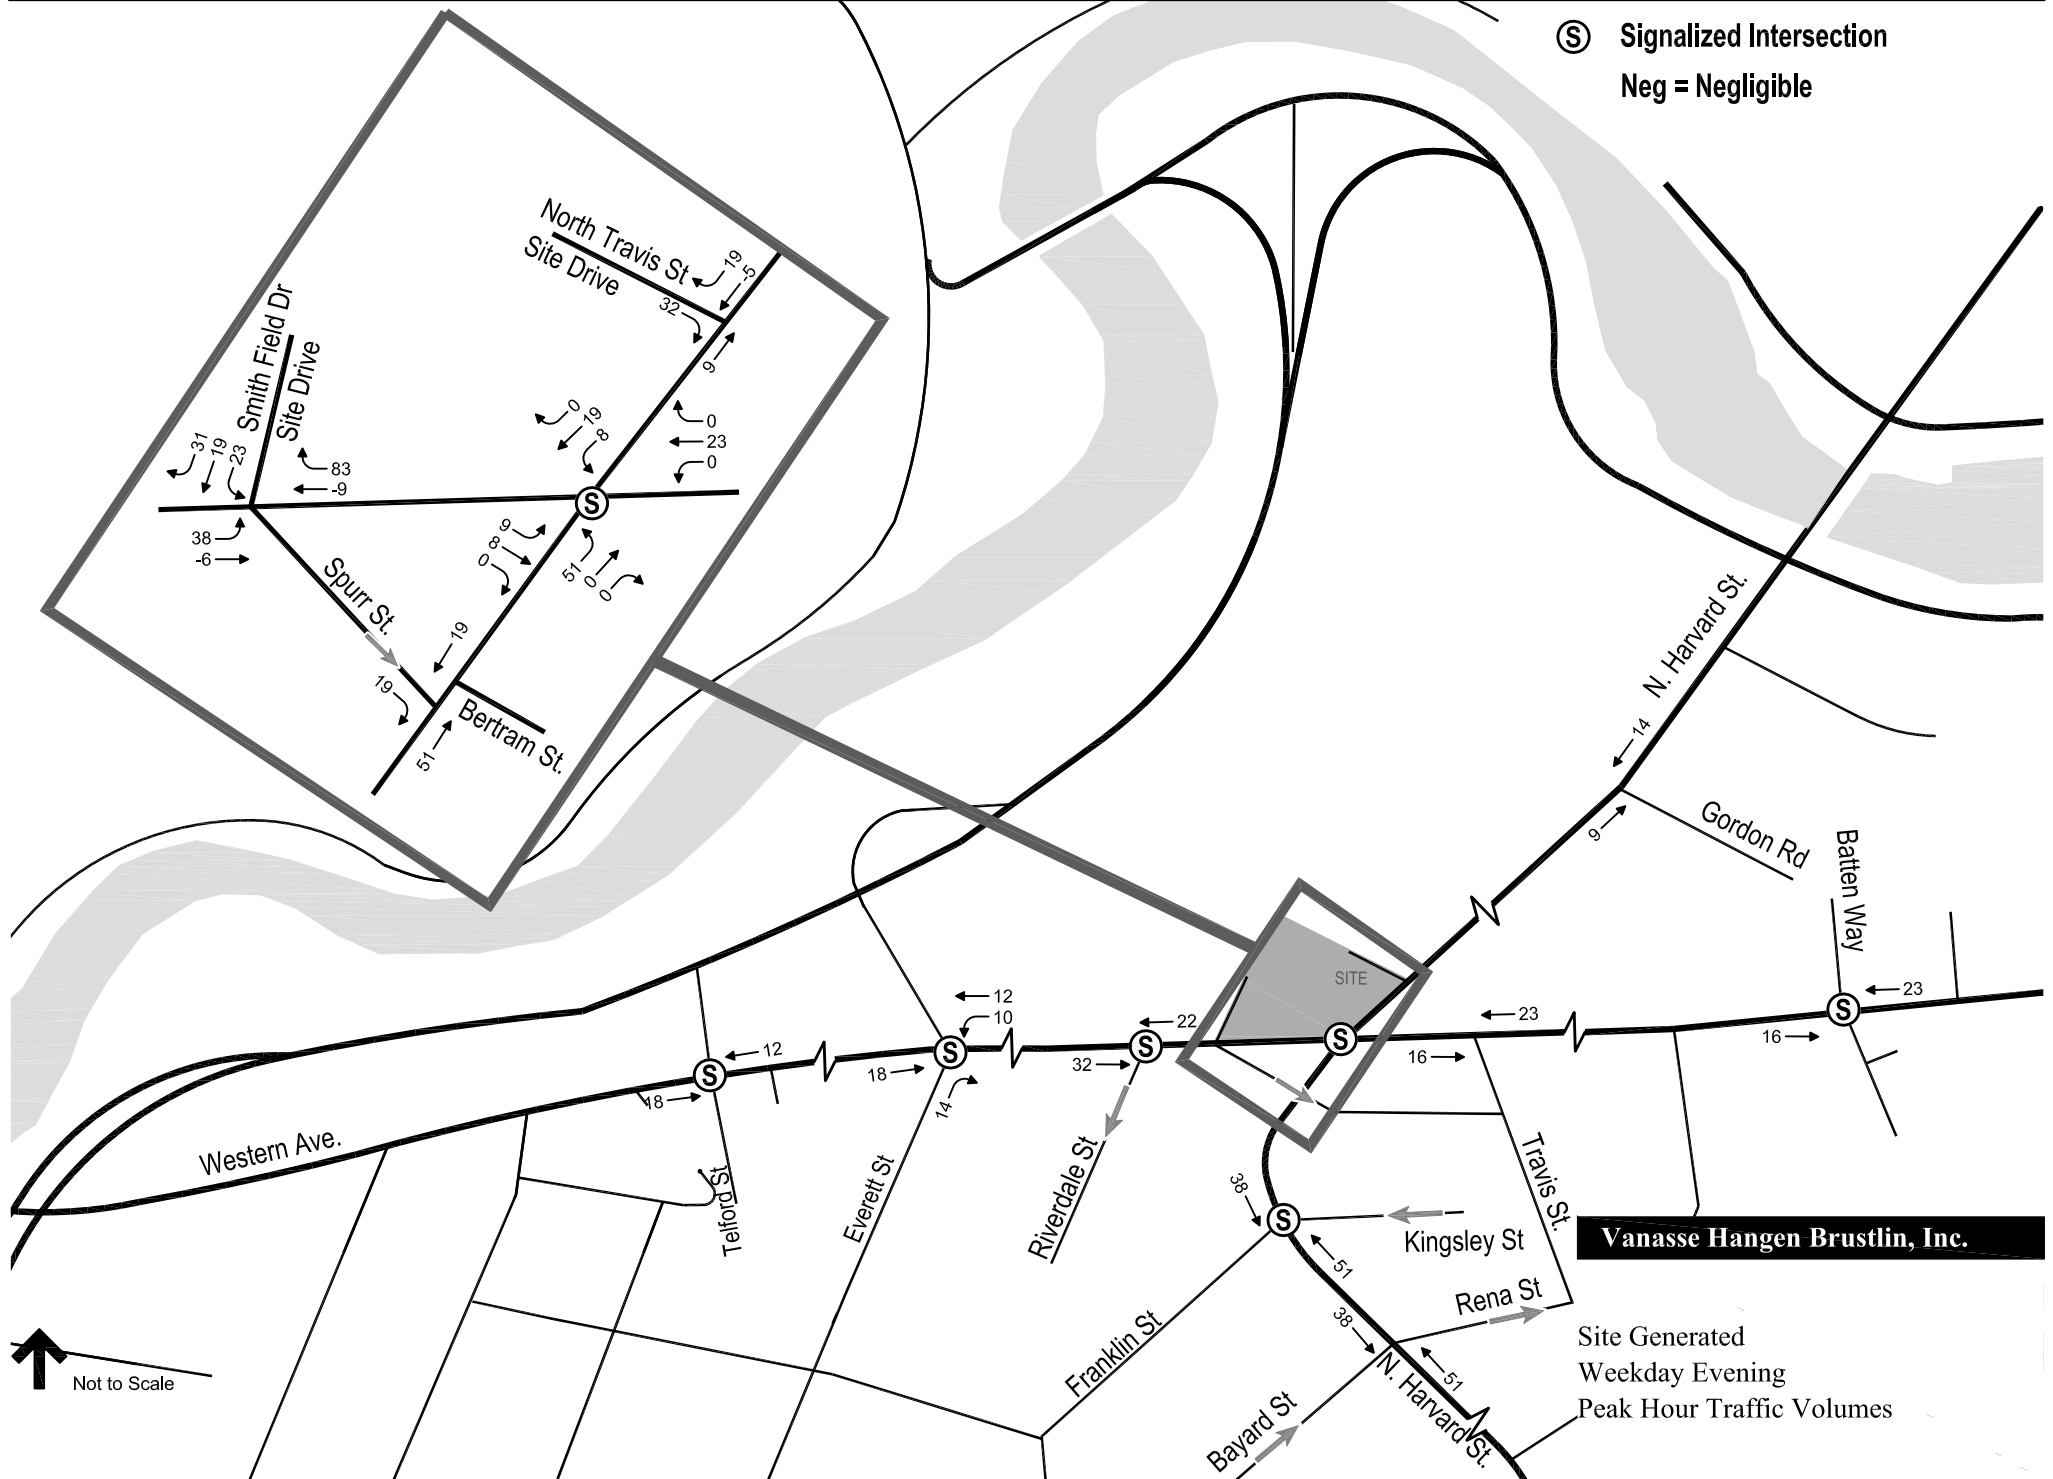 S Signalized Intersection
Neg = Negligible
North Travis St
Site Drive
19
-5
32
9
Smith Field Dr
Site Drive
31
19
23
83
-9
38
-6
0
19
8
0
23
0
S
9
8
0
51
0
0
Spurr St.
19
19
51
Bertram St.
N. Harvard St.
14
9
Gordon Rd
Batten Way
SITE
12
10
22
23
23
S
S
S
S
S
12
18
18
14
32
16
16
Western Ave.
Telford St
Everett St
Riverdale St
Travis St.
38
S
Kingsley St
51
Vanasse Hangen Brustlin, Inc.
Rena St
38
Franklin St
51
N. Harvard St.
Bayard St
Not to Scale
Site Generated
Weekday Evening
Peak Hour Traffic Volumes